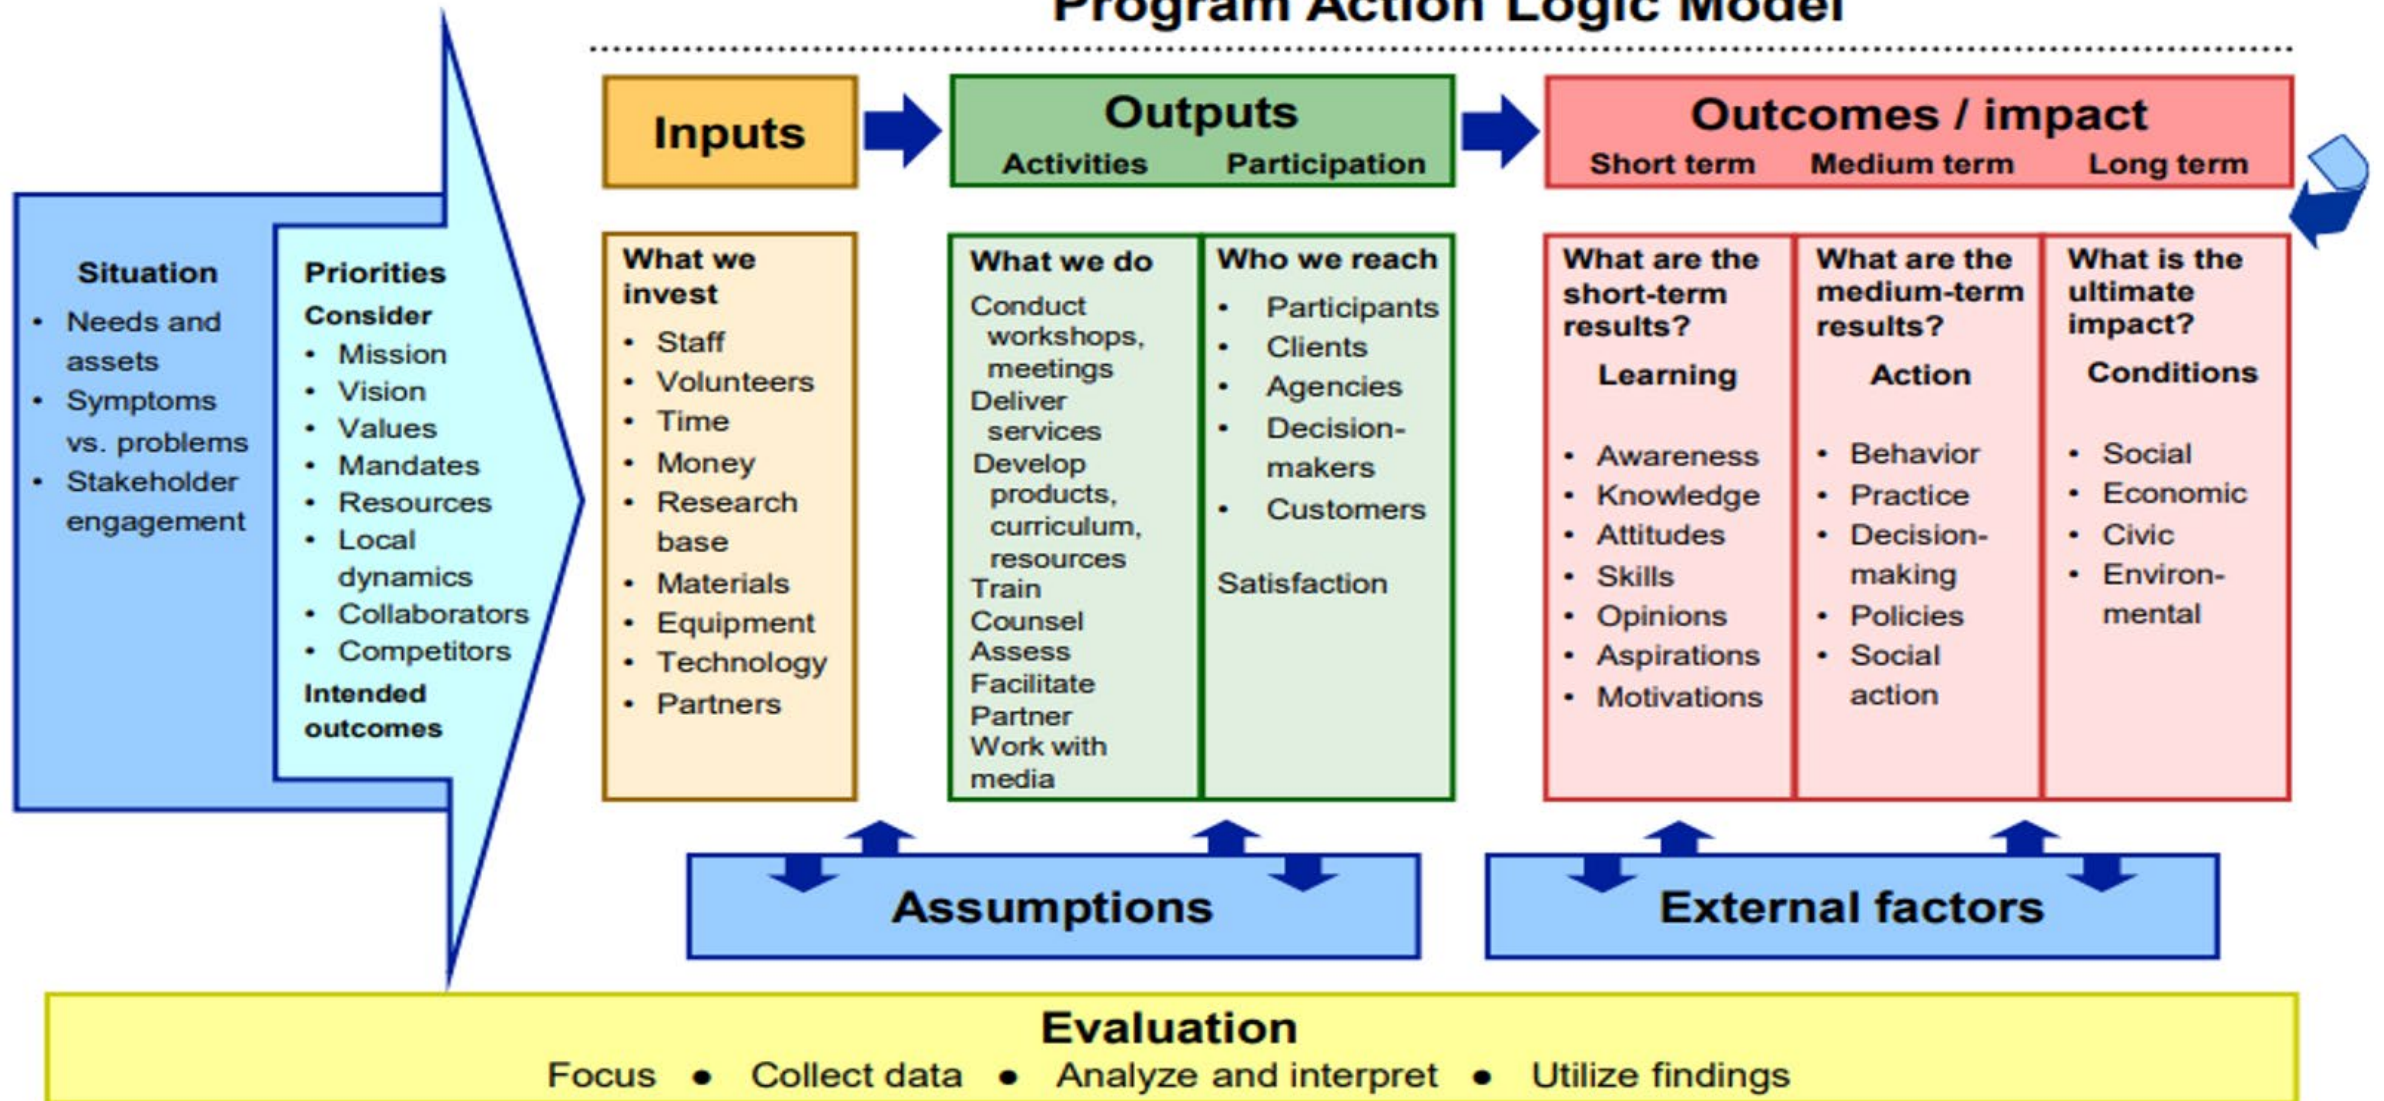 Program Action Logic Model
Inputs
Outputs
Activities Participation
Outcomes / impact
Short term Medium term Long term
Situation
• Needs and
assets
• Symptoms
vs. problems
• Stakeholder
engagement
Priorities
Consider
• Mission
• Vision
• Values
• Mandates
• Resources
• Local
dynamics
• Collaborators
• Competitors
Intended
outcomes
What we
invest
• Staff
• Volunteers
• Time
• Money
• Research
base
• Materials
• Equipment
• Technology
• Partners
What we do
Conduct
workshops,
meetings
Deliver
services
Develop
products,
curriculum,
resources
Train
Counsel
Assess
Facilitate
Partner
Work with
media
Who we reach
• Participants
• Clients
• Agencies
• Decision-
makers
• Customers
Satisfaction
What are the
short-term
results?
Learning
• Awareness
• Knowledge
• Attitudes
• Skills
• Opinions
• Aspirations
• Motivations
What are the
medium-term
results?
Action
• Behavior
• Practice
• Decision-
making
• Policies
• Social
action
What is the
ultimate
impact?
Conditions
• Social
• Economic
• Civic
• Environ-
mental
Assumptions
External factors
Evaluation
Focus ● Collect data ● Analyze and interpret ● Utilize findings